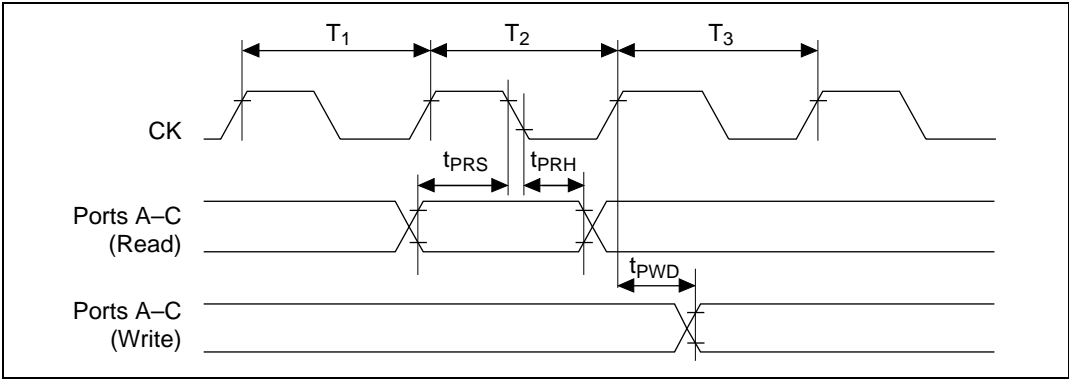 T1 T2 T3
CK
tPRS tPRH
Ports A–C
(Read)
tPWD
Ports A–C
(Write)